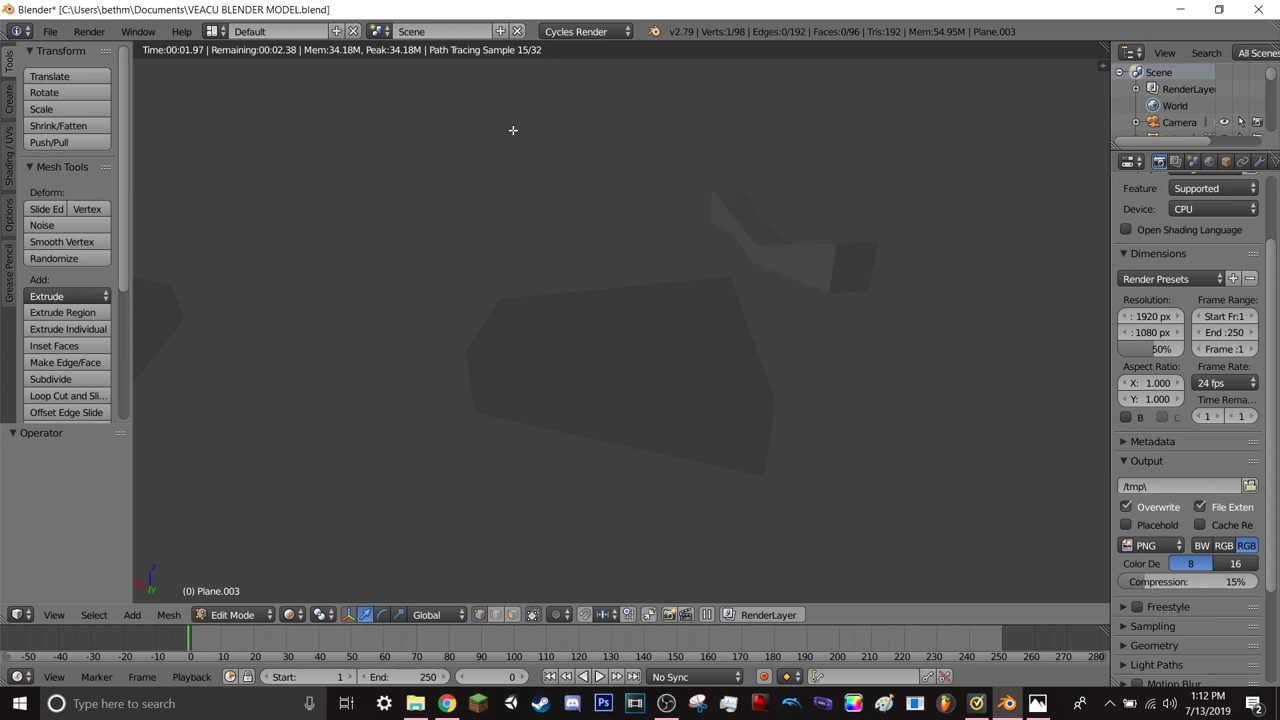 Blender* [C:\Users\bethm\Documents\VEACU BLENDER MODEL.blend]
File Render Window Help Default Scene Cycles Render v2.79 | Verts:1/98 | Edges:0/192 | Faces:0/96 | Tris:192 | Mem:54.95M | Plane.003
Time:00:01.97 | Remaining:00:02.38 | Mem:34.18M, Peak:34.18M | Path Tracing Sample 15/32
View Search All Scenes
Scene
RenderLaye
World
Camera
Tools
Create
Shading / UVs
Options
Grease Pencil
Transform
Translate
Rotate
Scale
Shrink/Fatten
Push/Pull
Mesh Tools
Deform:
Slide Ed Vertex
Noise
Smooth Vertex
Randomize
Add:
Extrude
Extrude Region
Extrude Individual
Inset Faces
Make Edge/Face
Subdivide
Loop Cut and Sli...
Offset Edge Slide
Operator
Feature Supported
Device: CPU
Open Shading Language
Dimensions
Render Presets
Resolution: Frame Range:
: 1920 px Start Fr:1
: 1080 px End :250
50% Frame :1
Aspect Ratio: Frame Rate:
X: 1.000 24 fps
Y: 1.000 Time Rema...
B C 1 1
Metadata
Output
/tmp\
Overwrite File Exten
Placehold Cache Re
PNG BW RGB RGB
Color De 8 16
Compression: 15%
Freestyle
Sampling
Geometry
Light Paths
Motion Blur
z
y
(0) Plane.003
View Select Add Mesh Edit Mode Global RenderLayer
-50 -40 -30 -20 -10 0 10 20 30 40 50 60 70 80 90 100 110 120 130 140 150 160 170 180 190 200 210 220 230 240 250 260 270 280
View Marker Frame Playback Start: 1 End: 250 0 No Sync
Type here to search
Ps
1:12 PM
7/13/2019